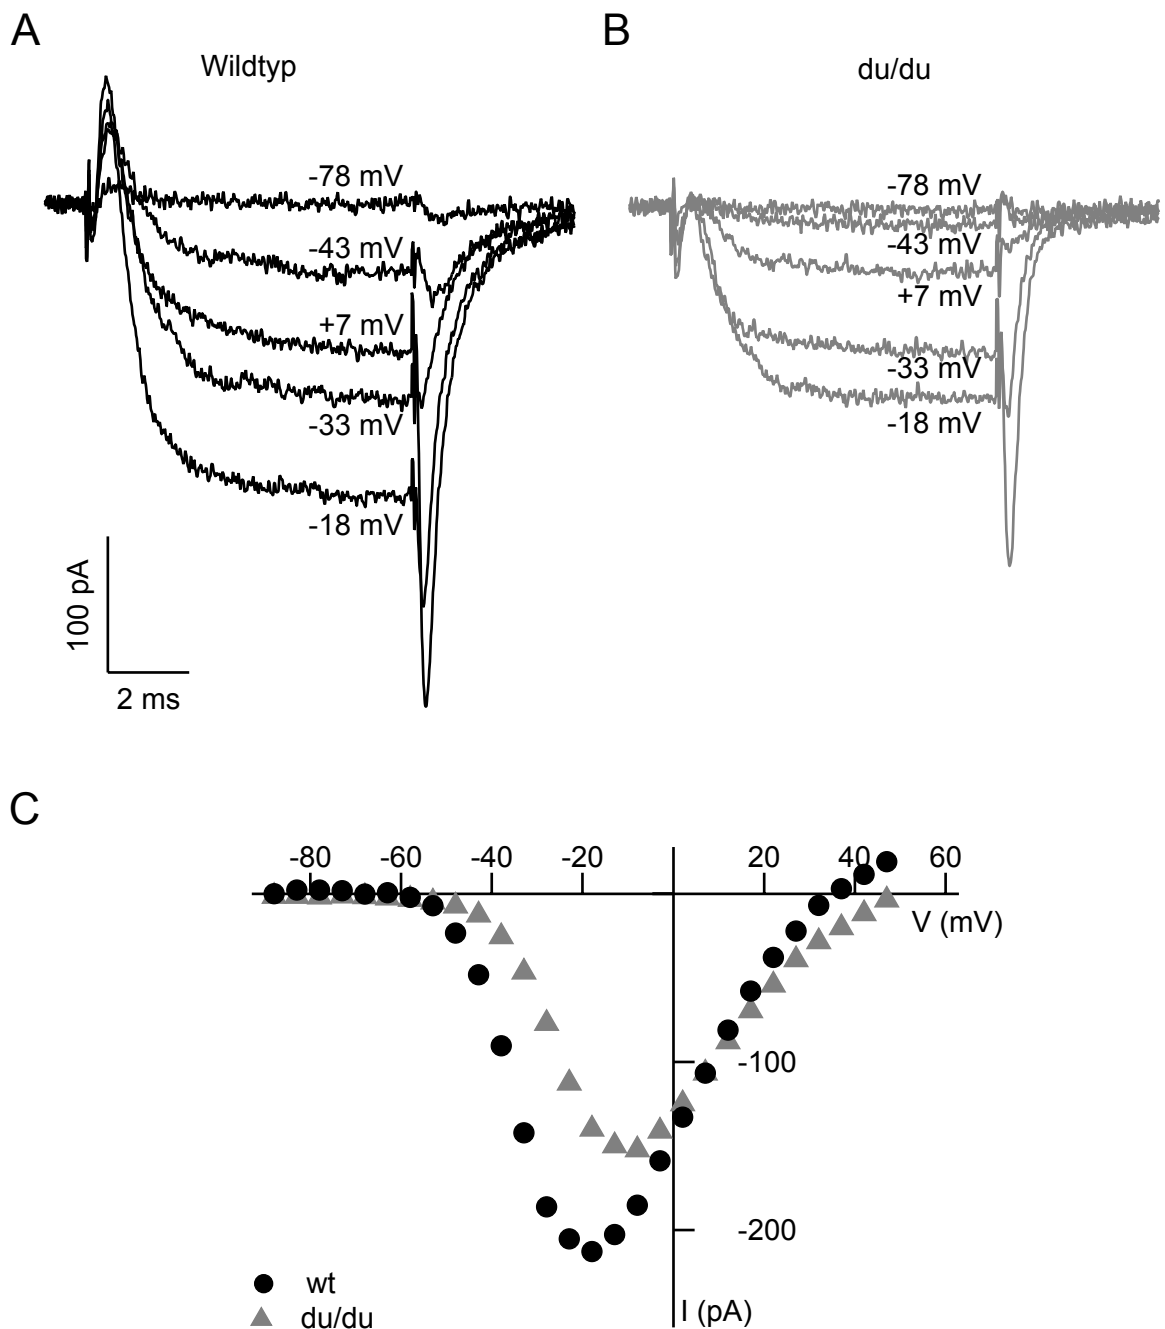 A
B
Wildtyp
du/du
-78 mV
-43 mV
+7 mV
-33 mV
-18 mV
-78 mV
-43 mV
+7 mV
-33 mV
-18 mV
100 pA
2 ms
C
-80 -60 -40 -20 20 40 60
V (mV)
-100
-200
I (pA)
wt
du/du